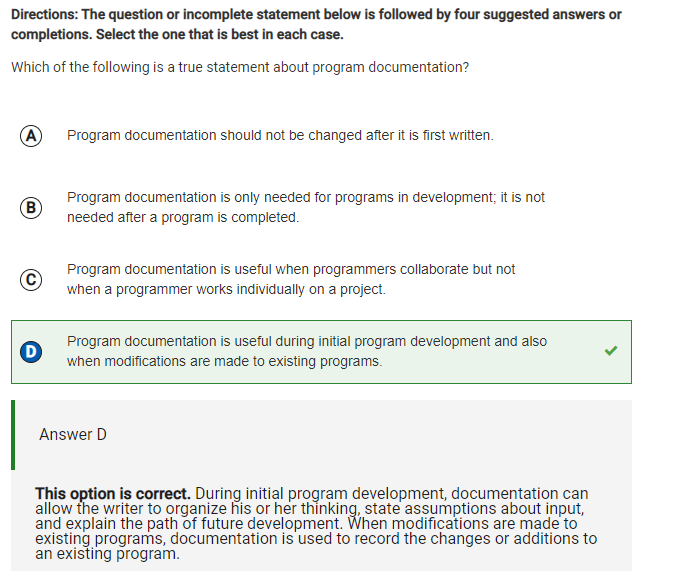 Directions: The question or incomplete statement below is followed by four suggested answers or
completions. Select the one that is best in each case.
Which of the following is a true statement about program documentation?
A Program documentation should not be changed after it is first written.
Program documentation is only needed for programs in development; it is not
B
needed after a program is completed.
Program documentation is useful when programmers collaborate but not
C
when a programmer works individually on a project.
Program documentation is useful during initial program development and also
D
when modifications are made to existing programs.
Answer D
This option is correct. During initial program development, documentation can
allow the writer to organize his or her thinking, state assumptions about input,
and explain the path of future development. When modifications are made to
existing programs, documentation is used to record the changes or additions to
an existing program.